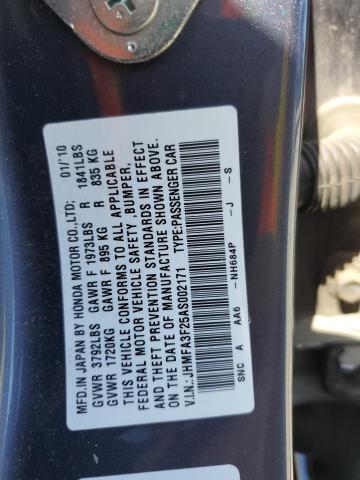 MFD.IN JAPAN BY HONDA MOTOR CO.,LTD; 01/'10
GVWR 3792LBS GAWR F 1973LBS R 1841LBS
GVWR 1720KG GAWR F 895 KG R 835 KG
THIS VEHICLE CONFORMS TO ALL APPLICABLE
FEDERAL MOTOR VEHICLE SAFETY ,BUMPER,
AND THEFT PREVENTION STANDARDS IN EFFECT
ON THE DATE OF MANUFACTURE SHOWN ABOVE.
V.I.N.: JHMFA3F25AS002171 TYPE:PASSENGER CAR
SNC A AA6 -NH684P -J -S